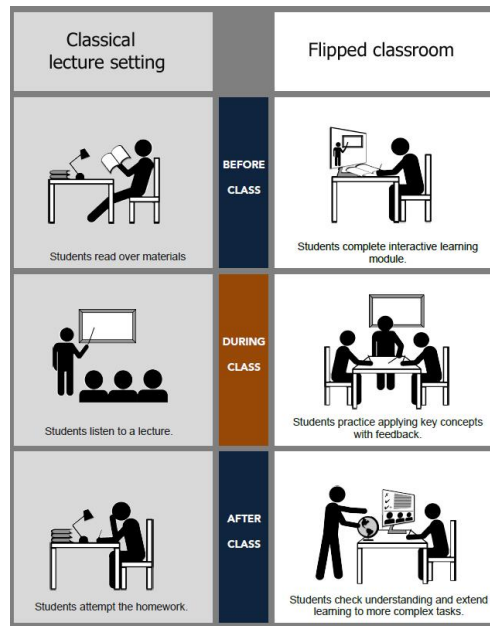 Classical
lecture setting
Flipped classroom
BEFORE
CLASS
Students read over materials
Students complete interactive learning
module.
DURING
CLASS
Students listen to a lecture.
Students practice applying key concepts
with feedback.
AFTER
CLASS
Students attempt the homework.
Students check understanding and extend
learning to more complex tasks.